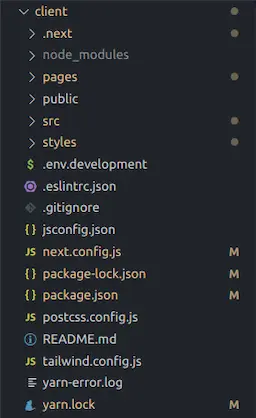 client
.next
node_modules
pages
public
src
styles
$ .env.development
.eslintrc.json
.gitignore
{} jsconfig.json
JS next.config.js M
{} package-lock.json M
{} package.json M
JS postcss.config.js
README.md
JS tailwind.config.js
yarn-error.log
yarn.lock M